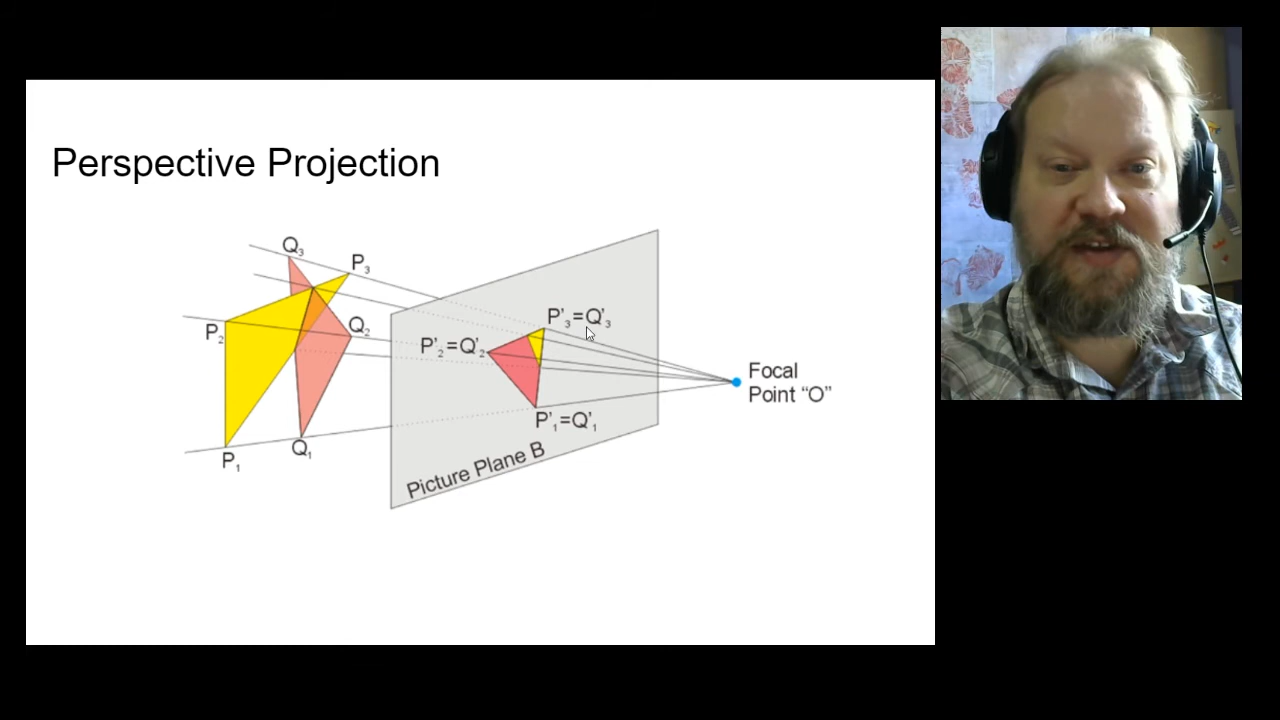 Perspective Projection
Q₃
P₃
P₂
Q₂
P'₂=Q'₂
P'₃=Q'₃
Focal
Point “O”
P₁
Q₁
P'₁=Q'₁
Picture Plane B